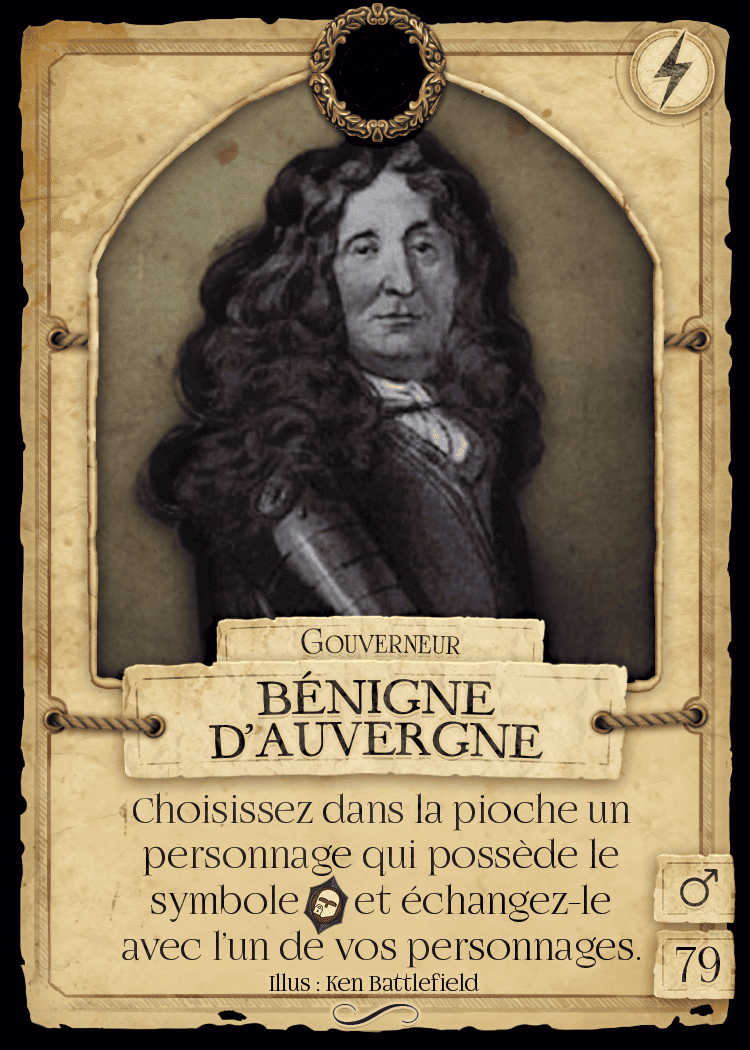 GOUVERNEUR
BÉNIGNE
D'AUVERGNE
Choisissez dans la pioche un
personnage qui possède le
symbole et échangez-le
avec l'un de vos personnages.
Illus : Ken Battlefield
♂
79